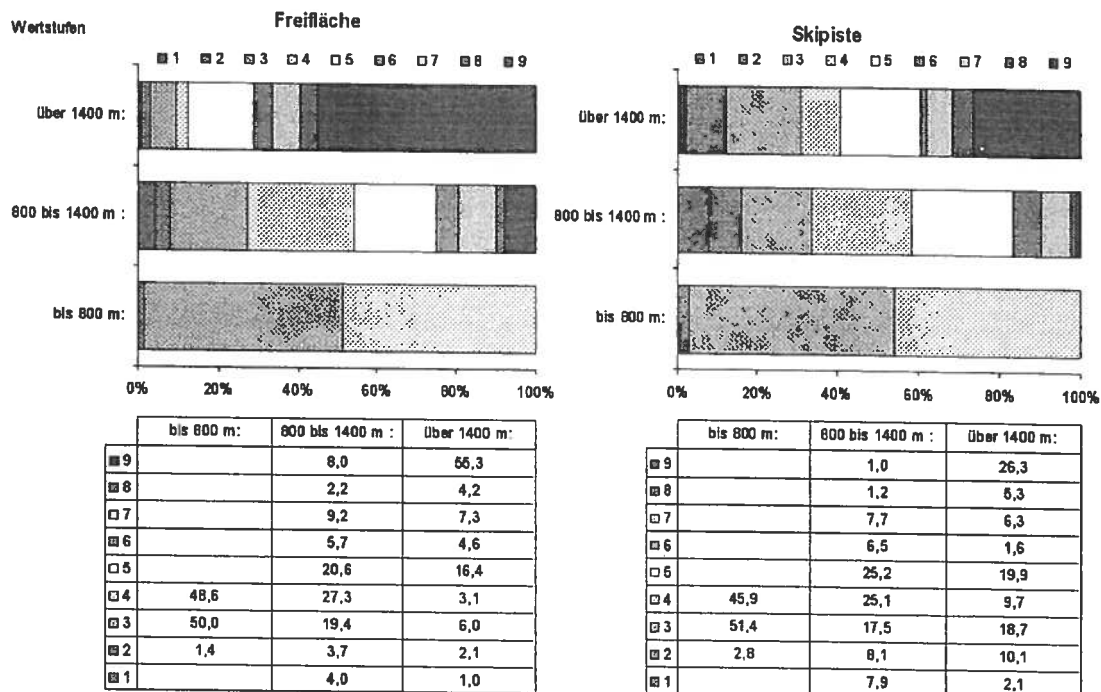 Wertstufen
Freifläche
1 2 3 4 5 6 7 8 9
über 1400 m:
800 bis 1400 m :
bis 800 m:
0% 20% 40% 60% 80% 100%
bis 800 m: 800 bis 1400 m : über 1400 m:
9 8,0 55,3
8 2,2 4,2
7 9,2 7,3
6 5,7 4,6
5 20,6 16,4
4 48,6 27,3 3,1
3 50,0 19,4 6,0
2 1,4 3,7 2,1
1 4,0 1,0
Skipiste
1 2 3 4 5 6 7 8 9
über 1400 m:
800 bis 1400 m :
bis 800 m:
0% 20% 40% 60% 80% 100%
bis 800 m: 800 bis 1400 m : über 1400 m:
9 1,0 26,3
8 1,2 5,3
7 7,7 6,3
6 6,5 1,6
5 25,2 19,9
4 45,9 25,1 9,7
3 51,4 17,5 18,7
2 2,8 8,1 10,1
1 7,9 2,1